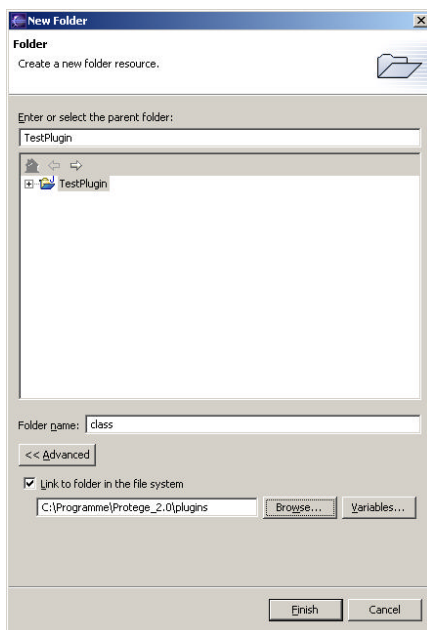 New Folder
Folder
Create a new folder resource.
Enter or select the parent folder:
TestPlugin
TestPlugin
Folder name: class
<< Advanced
Link to folder in the file system
C:\Programme\Protege_2.0\plugins Browse... Variables...
Finish Cancel